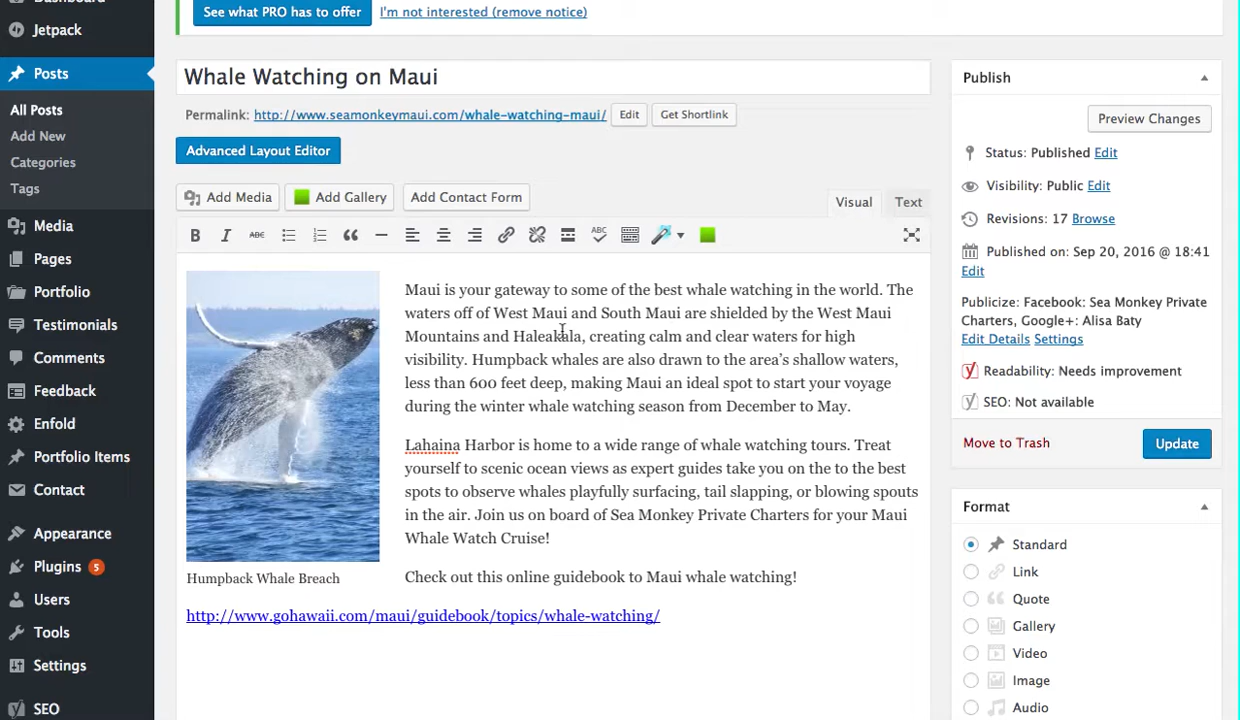 Dashboard
Jetpack
Posts
All Posts
Add New
Categories
Tags
Media
Pages
Portfolio
Testimonials
Comments
Feedback
Enfold
Portfolio Items
Contact
Appearance
Plugins 5
Users
Tools
Settings
SEO
See what PRO has to offer I'm not interested (remove notice)
Whale Watching on Maui
Permalink: http://www.seamonkeymaui.com/whale-watching-maui/ Edit Get Shortlink
Advanced Layout Editor
Add Media Add Gallery Add Contact Form
Visual Text
B I ABC ABC
Maui is your gateway to some of the best whale watching in the world. The
waters off of West Maui and South Maui are shielded by the West Maui
Mountains and Haleakala, creating calm and clear waters for high
visibility. Humpback whales are also drawn to the area's shallow waters,
less than 600 feet deep, making Maui an ideal spot to start your voyage
during the winter whale watching season from December to May.
Lahaina Harbor is home to a wide range of whale watching tours. Treat
yourself to scenic ocean views as expert guides take you on the to the best
spots to observe whales playfully surfacing, tail slapping, or blowing spouts
in the air. Join us on board of Sea Monkey Private Charters for your Maui
Whale Watch Cruise!
Humpback Whale Breach
Check out this online guidebook to Maui whale watching!
http://www.gohawaii.com/maui/guidebook/topics/whale-watching/
Publish
Preview Changes
Status: Published Edit
Visibility: Public Edit
Revisions: 17 Browse
Published on: Sep 20, 2016 @ 18:41
Edit
Publicize: Facebook: Sea Monkey Private
Charters, Google+: Alisa Baty
Edit Details Settings
Readability: Needs improvement
SEO: Not available
Move to Trash Update
Format
Standard
Link
Quote
Gallery
Video
Image
Audio